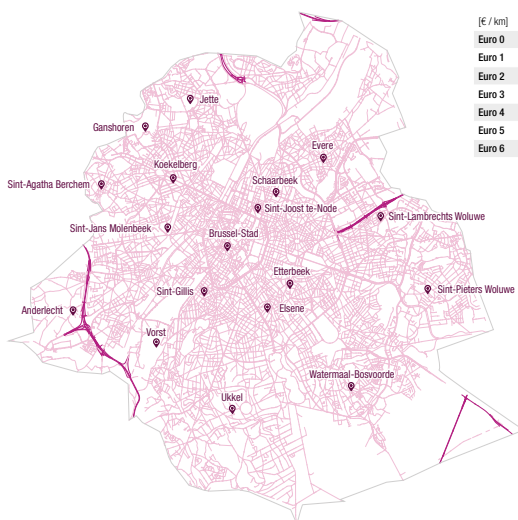 [€ / km]
Euro 0
Euro 1
Euro 2
Euro 3
Euro 4
Euro 5
Euro 6
Jette
Ganshoren
Evere
Koekelberg
Sint-Agatha Berchem
Schaarbeek
Sint-Joost te-Node
Sint-Lambrechts Woluwe
Sint-Jans Molenbeek
Brussel-Stad
Etterbeek
Sint-Gillis
Sint-Pieters Woluwe
Elsene
Anderlecht
Vorst
Watermaal-Bosvoorde
Ukkel